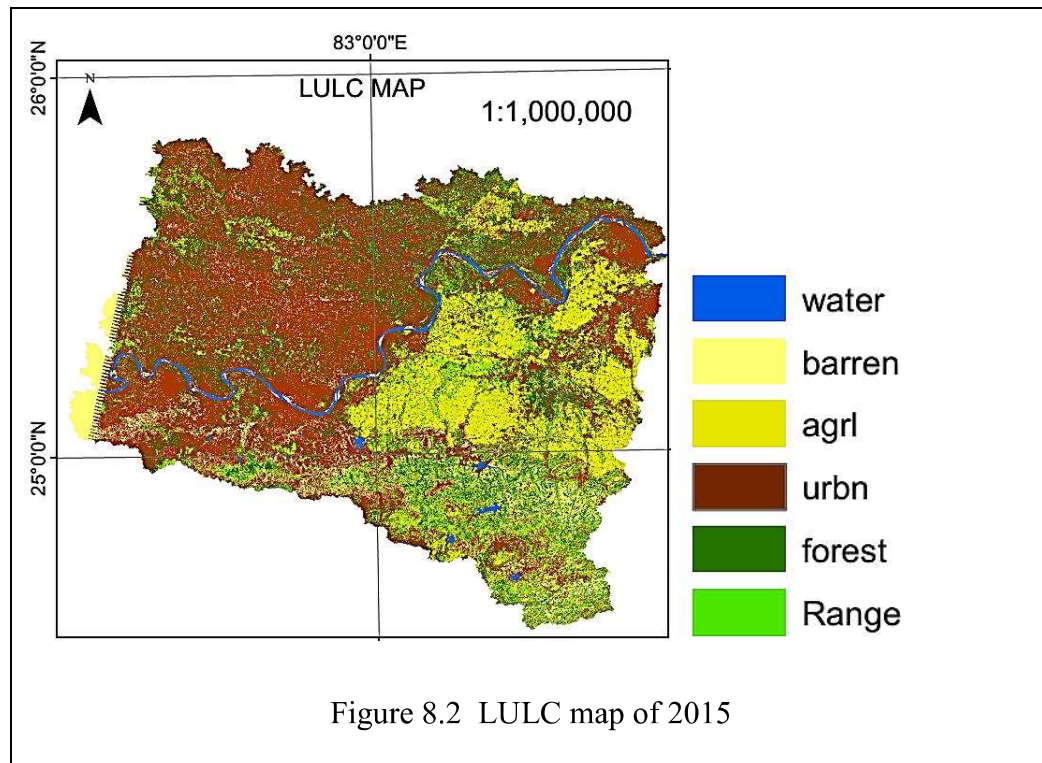 83°0'0"E
26°0'0"N
N
LULC MAP
1:1,000,000
25°0'0"N
water
barren
agrl
urbn
forest
Range
Figure 8.2 LULC map of 2015